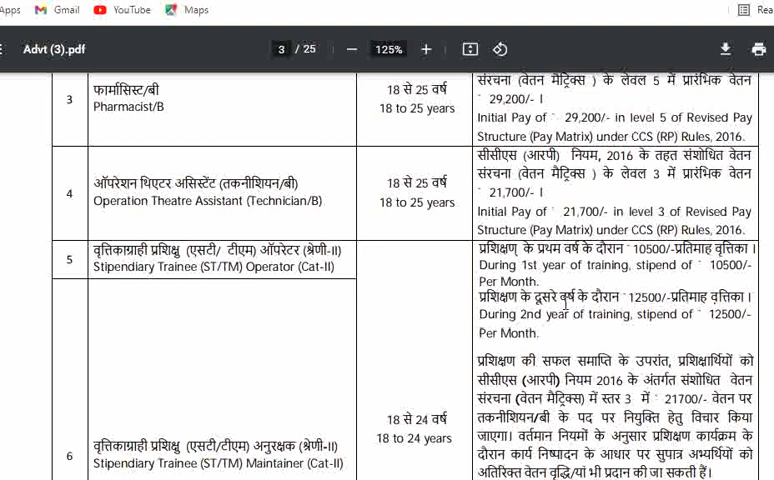 Apps
Gmail
YouTube
Maps
Rea
Advt (3).pdf
3 / 25
125%
3
फार्मासिस्ट/बी
Pharmacist/B
18 से 25 वर्ष
18 to 25 years
संरचना (वेतन मैट्रिक्स ) के लेवल 5 में प्रारंभिक वेतन
` 29,200/- ।
Initial Pay of ` 29,200/- in level 5 of Revised Pay
Structure (Pay Matrix) under CCS (RP) Rules, 2016.
4
ऑपरेशन थिएटर असिस्टेंट (तकनीशियन/बी)
Operation Theatre Assistant (Technician/B)
18 से 25 वर्ष
18 to 25 years
सीसीएस (आरपी) नियम, 2016 के तहत संशोधित वेतन
संरचना (वेतन मैट्रिक्स ) के लेवल 3 में प्रारंभिक वेतन
` 21,700/- ।
Initial Pay of ` 21,700/- in level 3 of Revised Pay
Structure (Pay Matrix) under CCS (RP) Rules, 2016.
5
वृत्तिकाग्राही प्रशिक्षु (एसटी/ टीएम) ऑपरेटर (श्रेणी-II)
Stipendiary Trainee (ST/TM) Operator (Cat-II)
6
वृत्तिकाग्राही प्रशिक्षु (एसटी/टीएम) अनुरक्षक (श्रेणी-II)
Stipendiary Trainee (ST/TM) Maintainer (Cat-II)
18 से 24 वर्ष
18 to 24 years
प्रशिक्षण् के प्रथम वर्ष के दौरान ` 10500/-प्रतिमाह वृत्तिका ।
During 1st year of training, stipend of ` 10500/-
Per Month.
प्रशिक्षण के दूसरे वर्ष के दौरान ` 12500/-प्रतिमाह वृत्तिका ।
During 2nd year of training, stipend of ` 12500/-
Per Month.
प्रशिक्षण की सफल समाप्ति के उपरांत, प्रशिक्षार्थियों को
सीसीएस (आरपी) नियम 2016 के अंतर्गत संशोधित वेतन
संरचना (वेतन मैट्रिक्स) में स्तर 3 में ` 21700/- वेतन पर
तकनीशियन/बी के पद पर नियुक्ति हेतु विचार किया
जाएगा। वर्तमान नियमों के अनुसार प्रशिक्षण कार्यक्रम के
दौरान कार्य निष्पादन के आधार पर सुपात्र अभ्यर्थियों को
अतिरिक्त वेतन वृद्धि/यां भी प्रदान की जा सकती हैं।